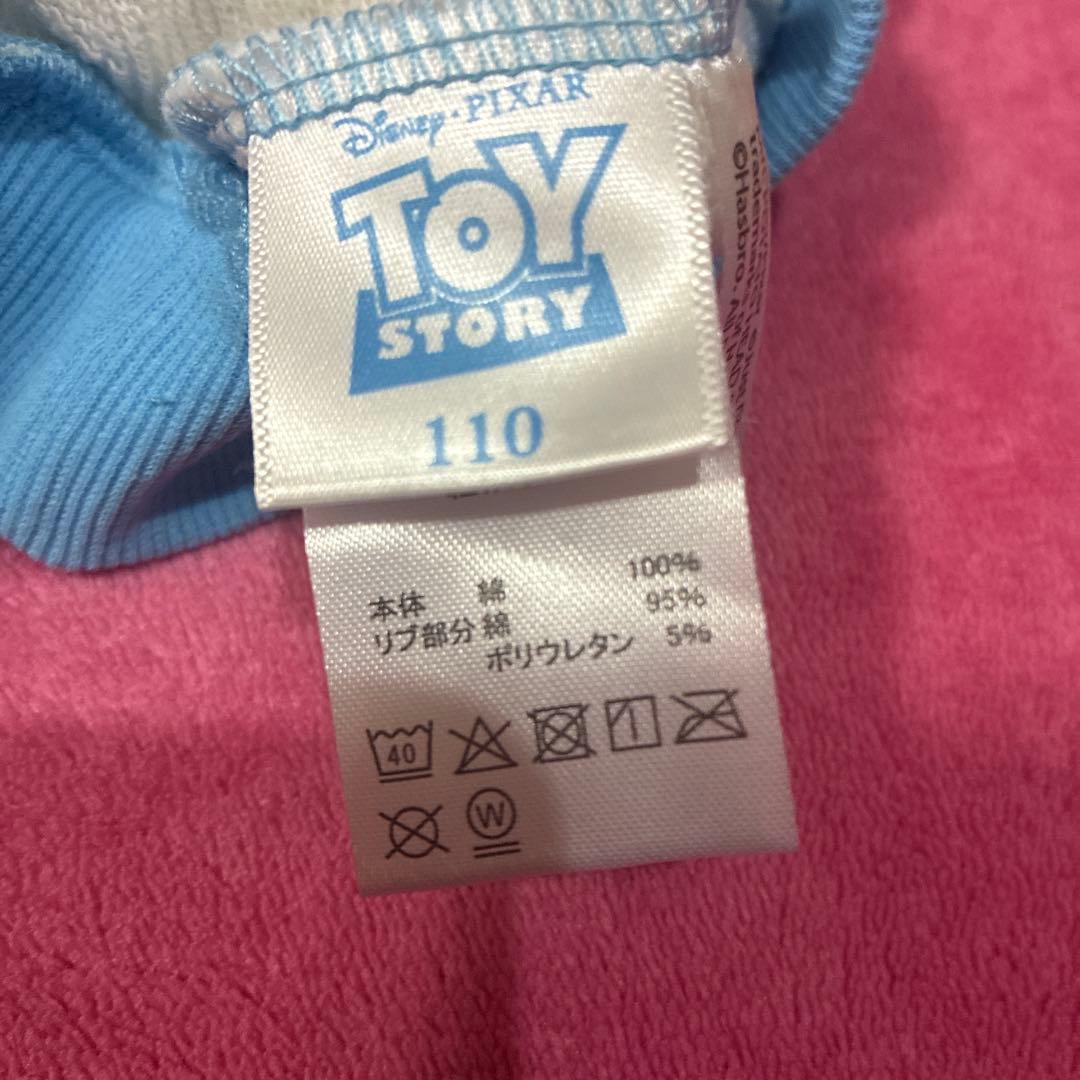 Disney · PIXAR
TOY
STORY
110
本体 綿 100%
リブ部分 綿 95%
ポリウレタン 5%
40
W
©Hasbro.